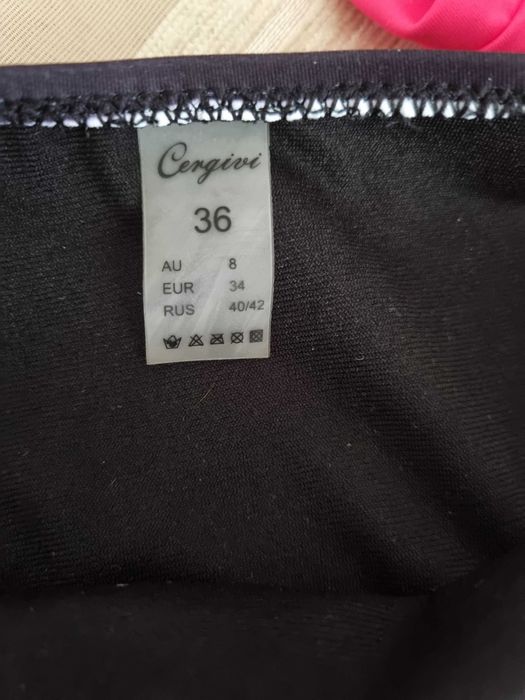 Cergivi
36
AU 8
EUR 34
RUS 40/42